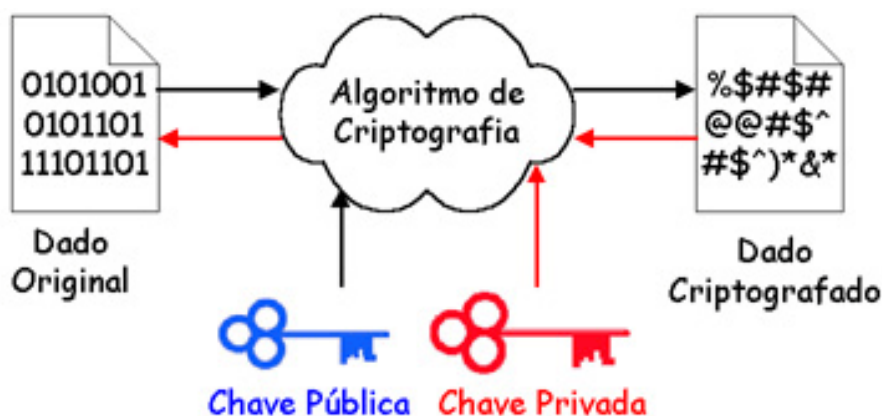 0101001
0101101
11101101
Dado
Original
Algoritmo de
Criptografia
%$#$#
@@#$^
#$^)*&*
Dado
Criptografado
Chave Pública
Chave Privada